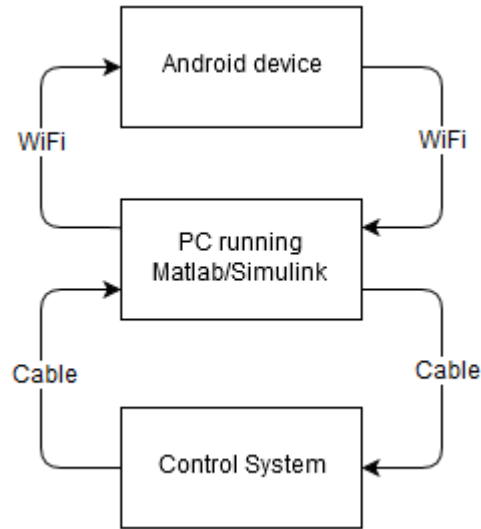 Android device
WiFi
WiFi
PC running
Matlab/Simulink
Cable
Cable
Control System